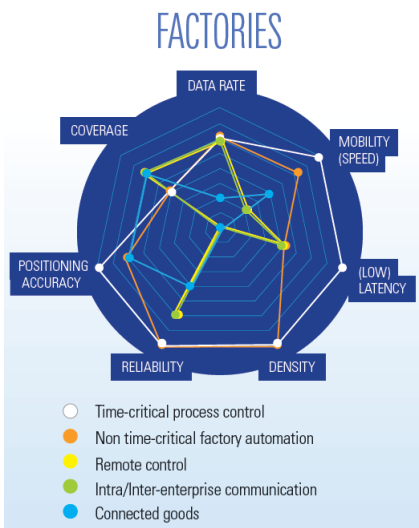 FACTORIES
DATA RATE
COVERAGE
MOBILITY
(SPEED)
POSITIONING
ACCURACY
(LOW)
LATENCY
RELIABILITY
DENSITY
Time-critical process control
Non time-critical factory automation
Remote control
Intra/Inter-enterprise communication
Connected goods